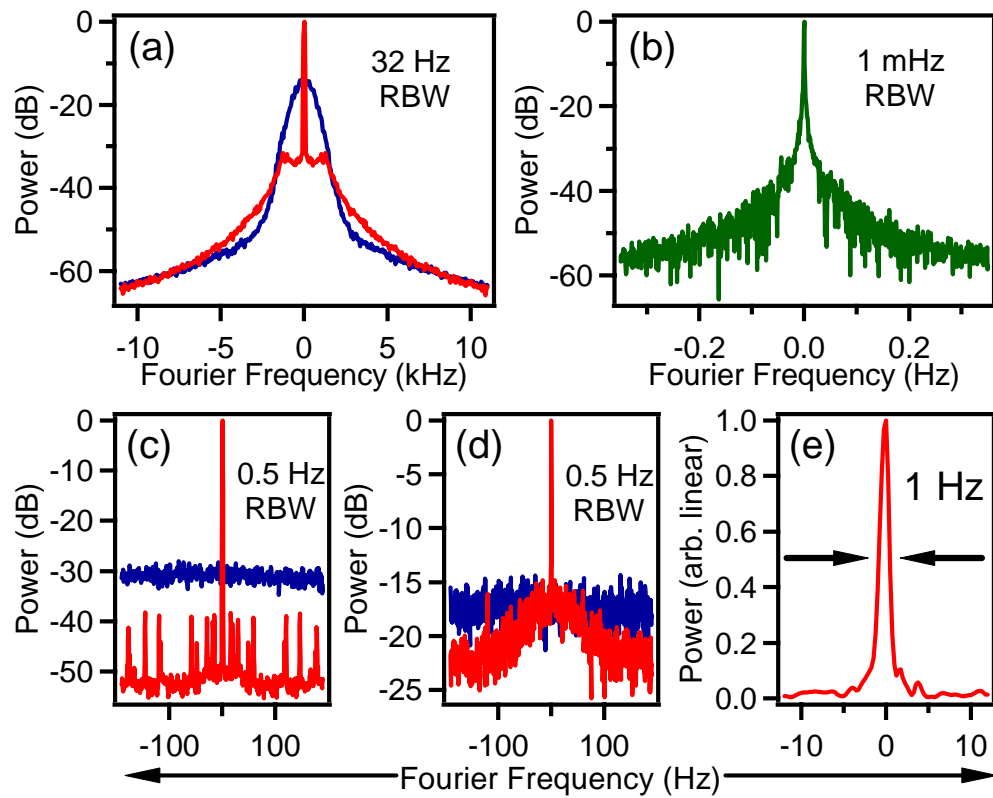 (a)
32 Hz
RBW
Power (dB)
0
-20
-40
-60
-10
-5
0
5
10
Fourier Frequency (kHz)
(b)
1 mHz
RBW
Power (dB)
0
-20
-40
-60
-0.2
0.0
0.2
Fourier Frequency (Hz)
(c)
0.5 Hz
RBW
Power (dB)
0
-10
-20
-30
-40
-50
-100
100
(d)
0.5 Hz
RBW
Power (dB)
0
-5
-10
-15
-20
-25
-100
100
(e)
1 Hz
Power (arb. linear)
1.0
0.8
0.6
0.4
0.2
0.0
-10
0
10
Fourier Frequency (Hz)